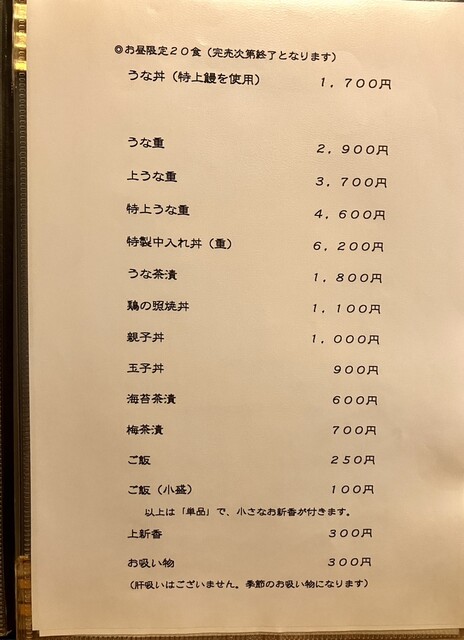 ◎お昼限定20食（完売次第終了となります）
うな丼（特上鰻を使用） 1,700円
うな重 2,900円
上うな重 3,700円
特上うな重 4,600円
特製中入れ丼（重） 6,200円
うな茶漬 1,800円
鶏の照焼丼 1,100円
親子丼 1,000円
玉子丼 900円
海苔茶漬 600円
梅茶漬 700円
ご飯 250円
ご飯（小盛） 100円
以上は「単品」で、小さなお新香が付きます。
上新香 300円
お吸い物 300円
（肝吸いはございません。季節のお吸い物になります）